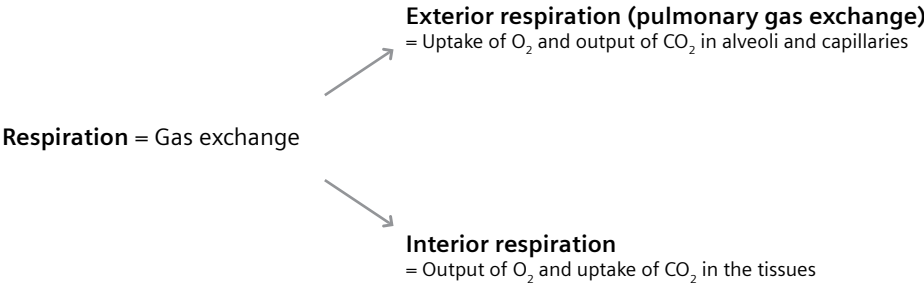 Exterior respiration (pulmonary gas exchange)
= Uptake of O₂ and output of CO₂ in alveoli and capillaries
Respiration = Gas exchange
Interior respiration
= Output of O₂ and uptake of CO₂ in the tissues